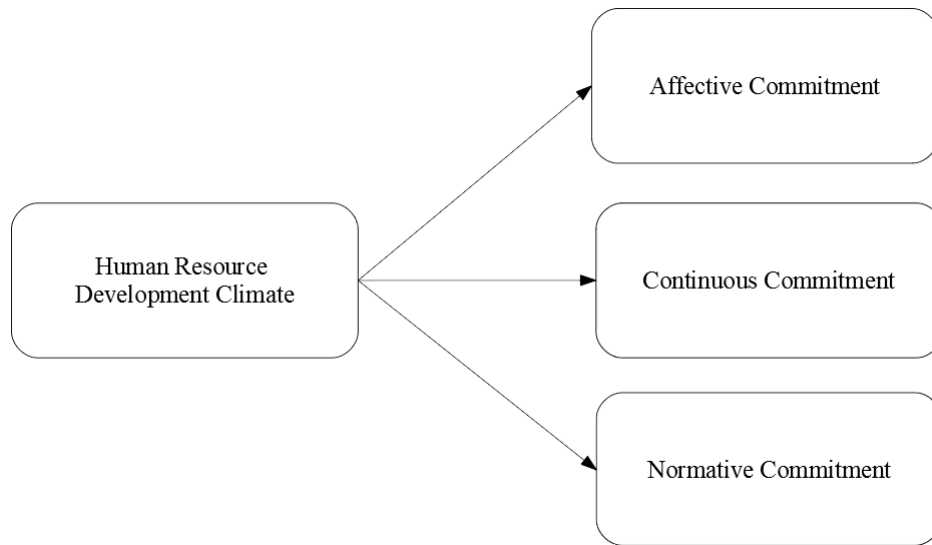 Affective Commitment
Human Resource
Development Climate
Continuous Commitment
Normative Commitment